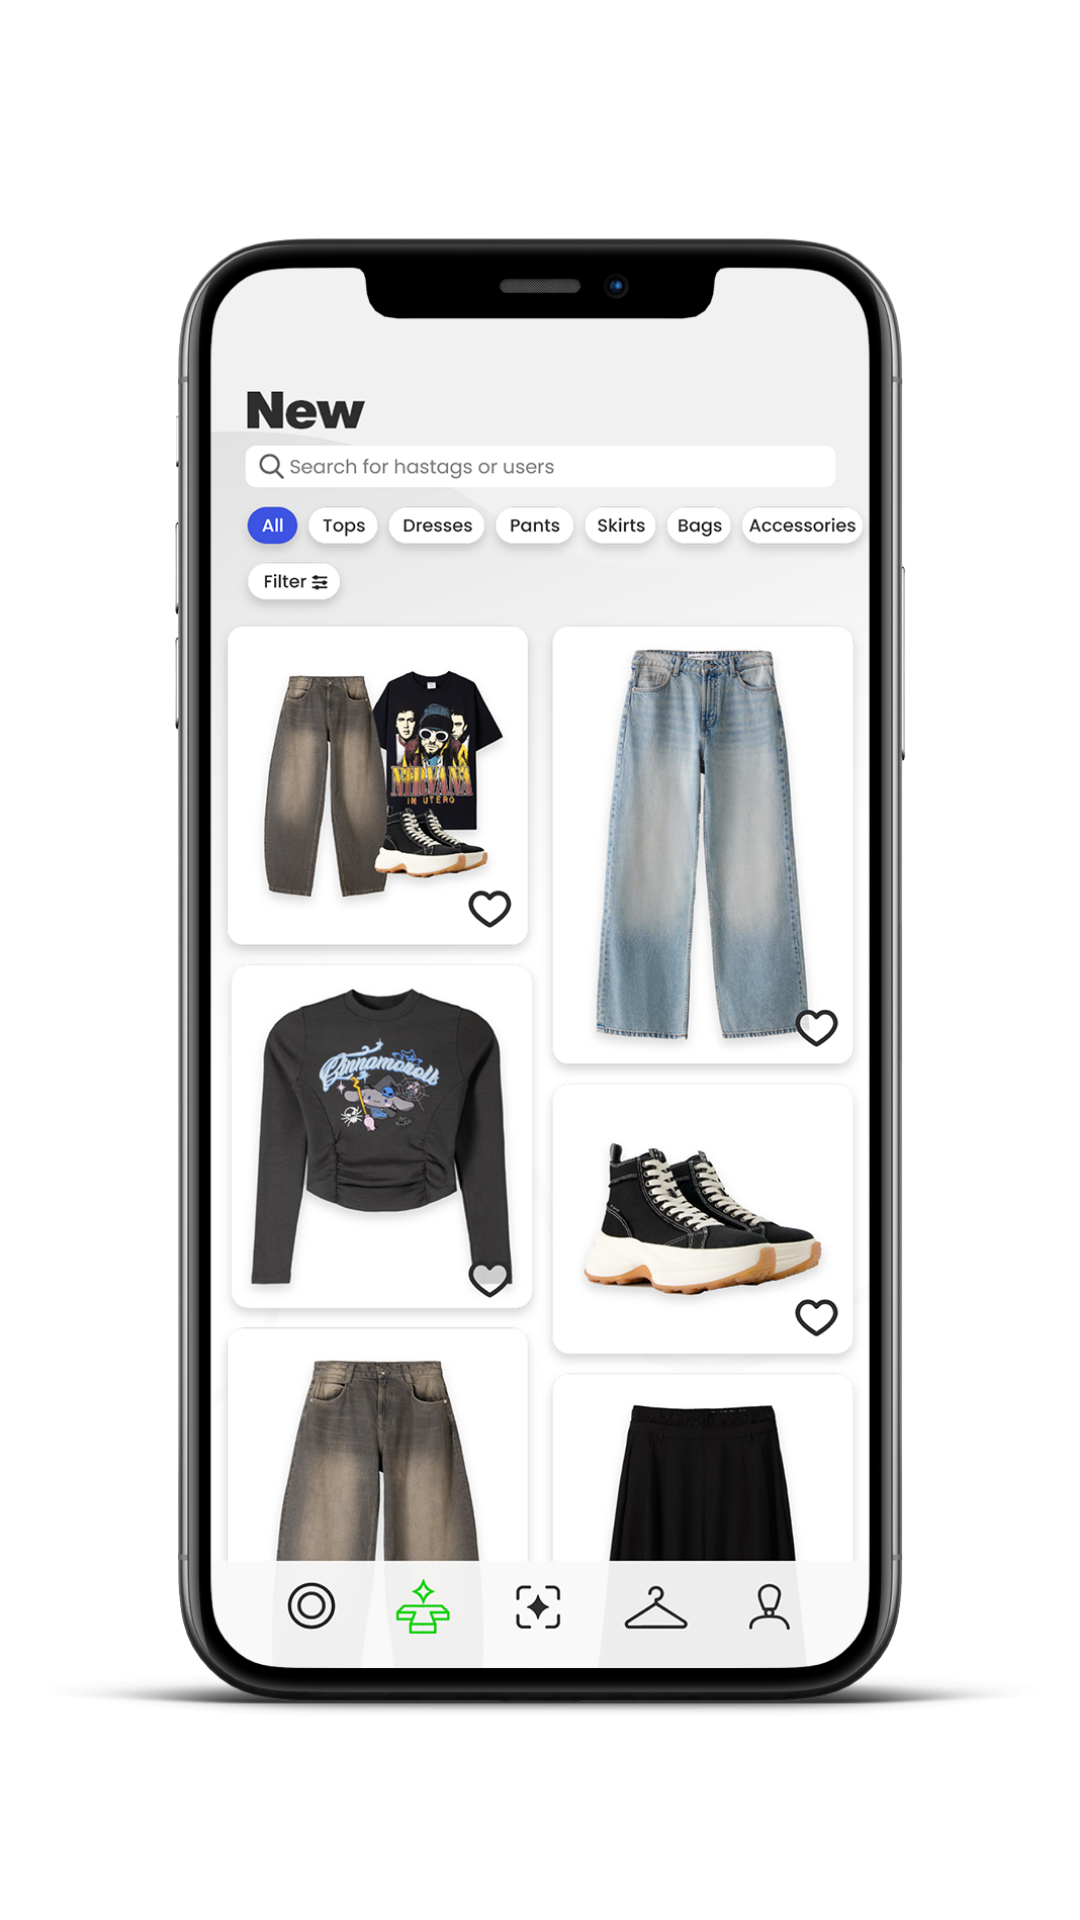 New
Search for hastags or users
All Tops Dresses Pants Skirts Bags Accessories
Filter
NIRVANA
IN UTERO
Cinnamoroll